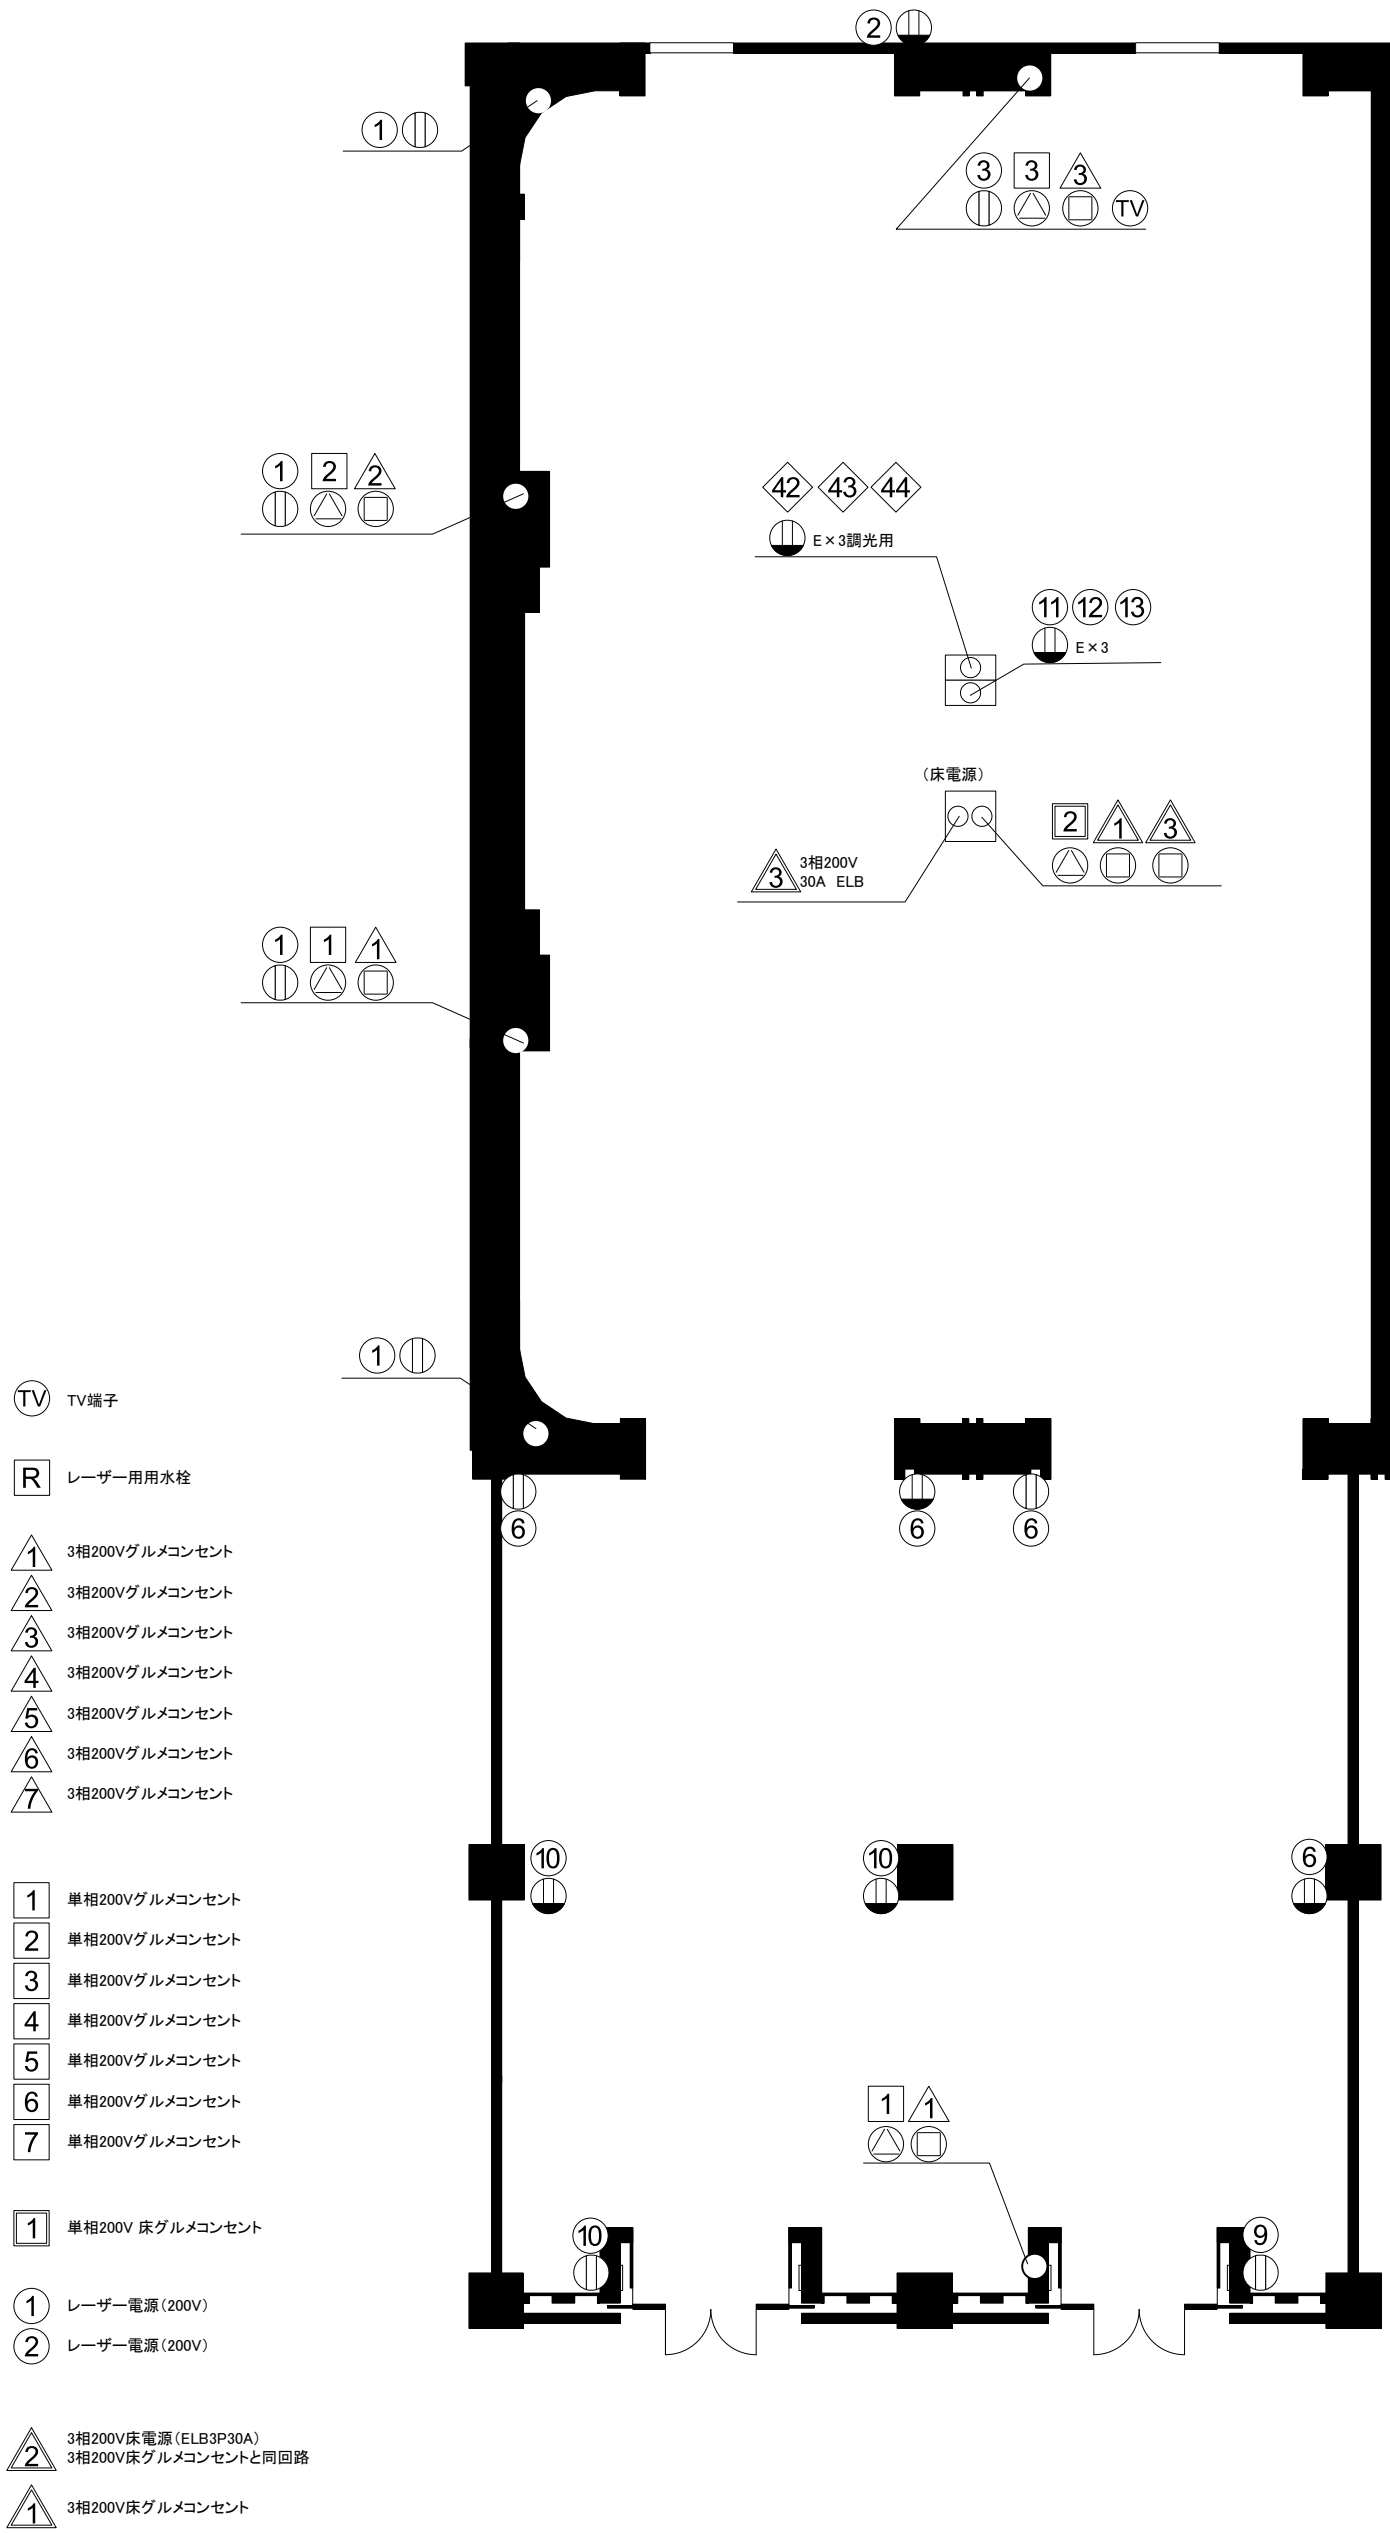 2
1
3 3 3
TV
1 2 2
42 43 44
E×3調光用
11 12 13
E×3
（床電源）
2 1 3
3 3相200V
30A ELB
1 1 1
1
TV TV端子
R レーザー用用水栓
6 6 6
1 3相200Vグルメコンセント
2 3相200Vグルメコンセント
3 3相200Vグルメコンセント
4 3相200Vグルメコンセント
5 3相200Vグルメコンセント
6 3相200Vグルメコンセント
7 3相200Vグルメコンセント
10 10 6
1 単相200Vグルメコンセント
2 単相200Vグルメコンセント
3 単相200Vグルメコンセント
4 単相200Vグルメコンセント
5 単相200Vグルメコンセント
6 単相200Vグルメコンセント
7 単相200Vグルメコンセント
1 1
1 単相200V 床グルメコンセント
10 9
1 レーザー電源（200V）
2 レーザー電源（200V）
2 3相200V床電源（ELB3P30A）
3相200V床グルメコンセントと同回路
1 3相200V床グルメコンセント